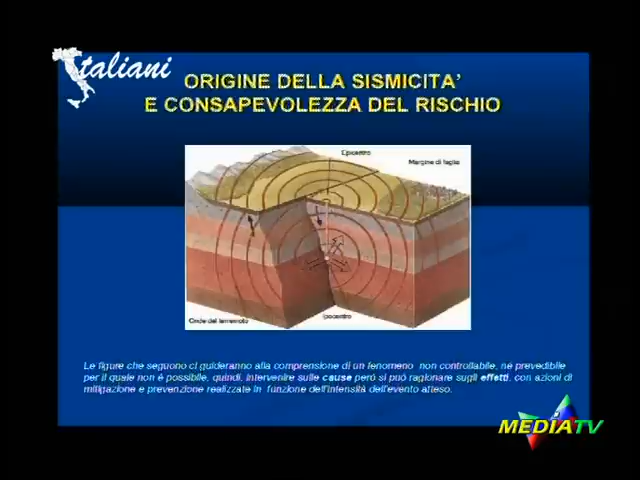 Italiani
ORIGINE DELLA SISMICITA'
E CONSAPEVOLEZZA DEL RISCHIO
Epicentro
Margine di faglia
Onde del terremoto
Ipocentro
Le figure che seguono ci guideranno alla comprensione di un fenomeno non controllabile, né prevedibile
per il quale non è possibile, quindi, intervenire sulle cause però si può ragionare sugli effetti, con azioni di
mitigazione e prevenzione realizzate in funzione dell'intensità dell'evento atteso.
MEDIATV